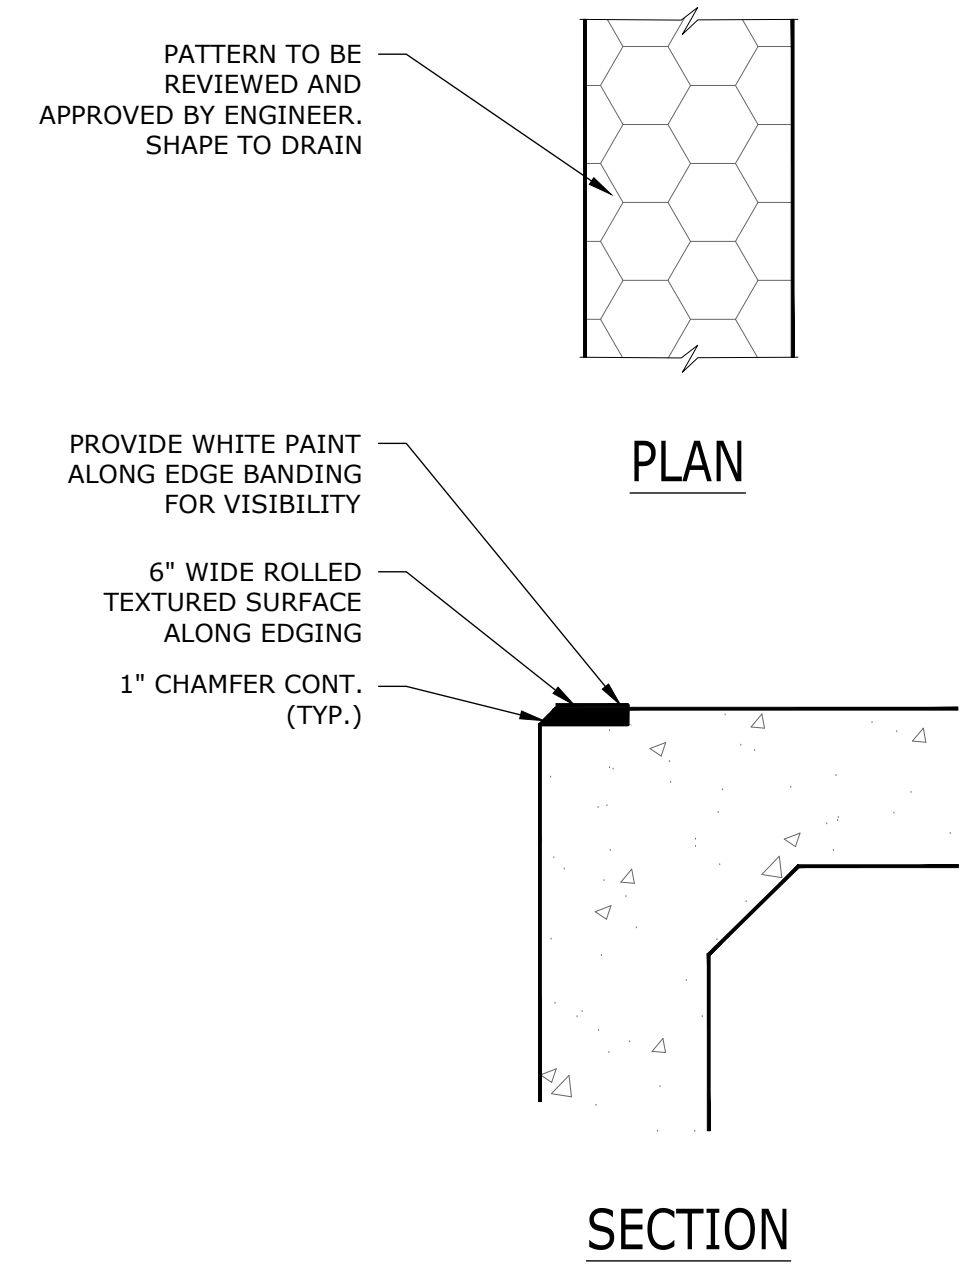 PATTERN TO BE
REVIEWED AND
APPROVED BY ENGINEER.
SHAPE TO DRAIN
PLAN
PROVIDE WHITE PAINT
ALONG EDGE BANDING
FOR VISIBILITY
6" WIDE ROLLED
TEXTURED SURFACE
ALONG EDGING
1" CHAMFER CONT.
(TYP.)
SECTION